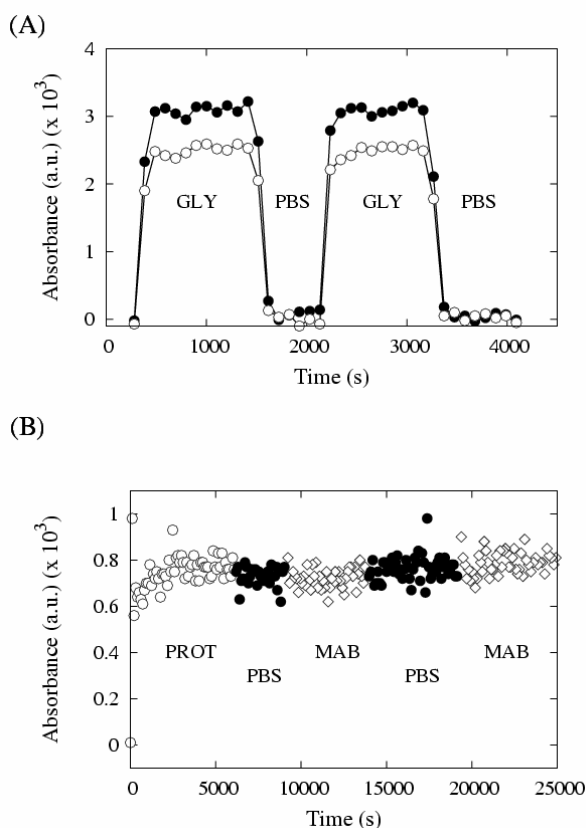 (A)
Absorbance (a.u.) (x 10³)
4
3
2
1
0
GLY PBS GLY PBS
0 1000 2000 3000 4000
Time (s)
(B)
Absorbance (a.u.) (x 10³)
1
0.8
0.6
0.4
0.2
0
PROT MAB MAB
PBS PBS
0 5000 10000 15000 20000 25000
Time (s)